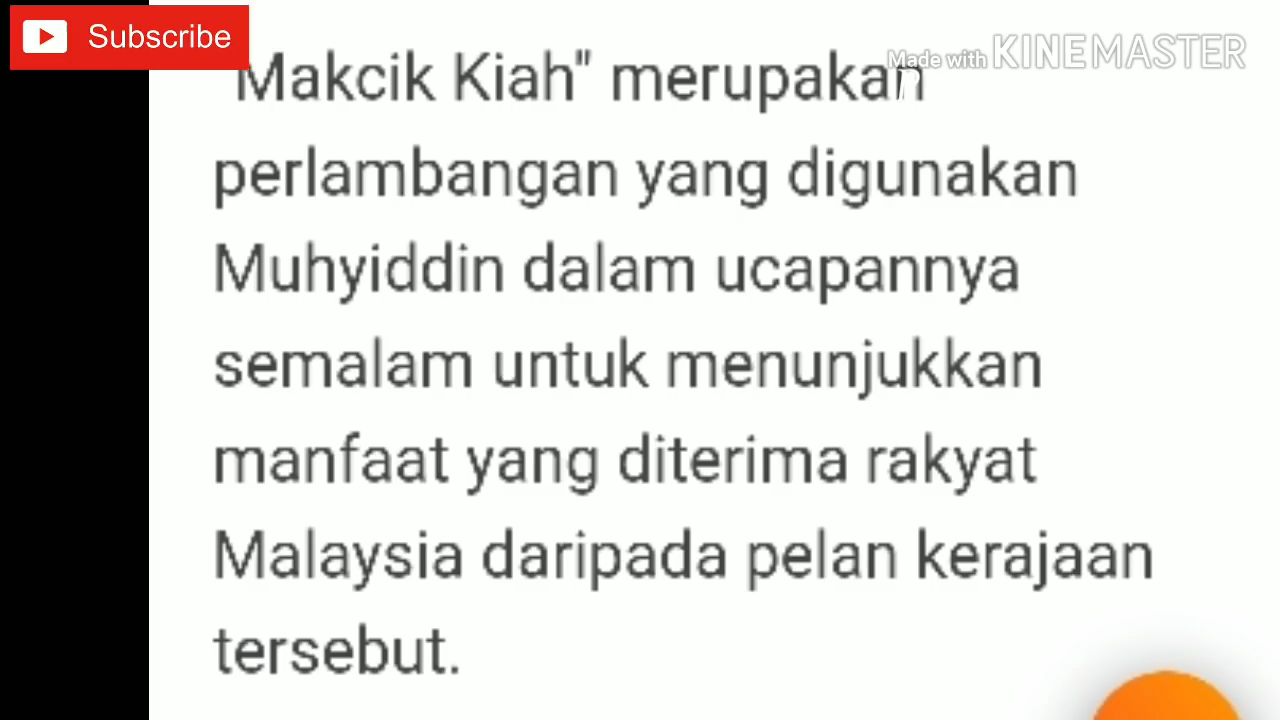 Subscribe
Made with KINEMASTER
"Makcik Kiah" merupakan
perlambangan yang digunakan
Muhyiddin dalam ucapannya
semalam untuk menunjukkan
manfaat yang diterima rakyat
Malaysia daripada pelan kerajaan
tersebut.